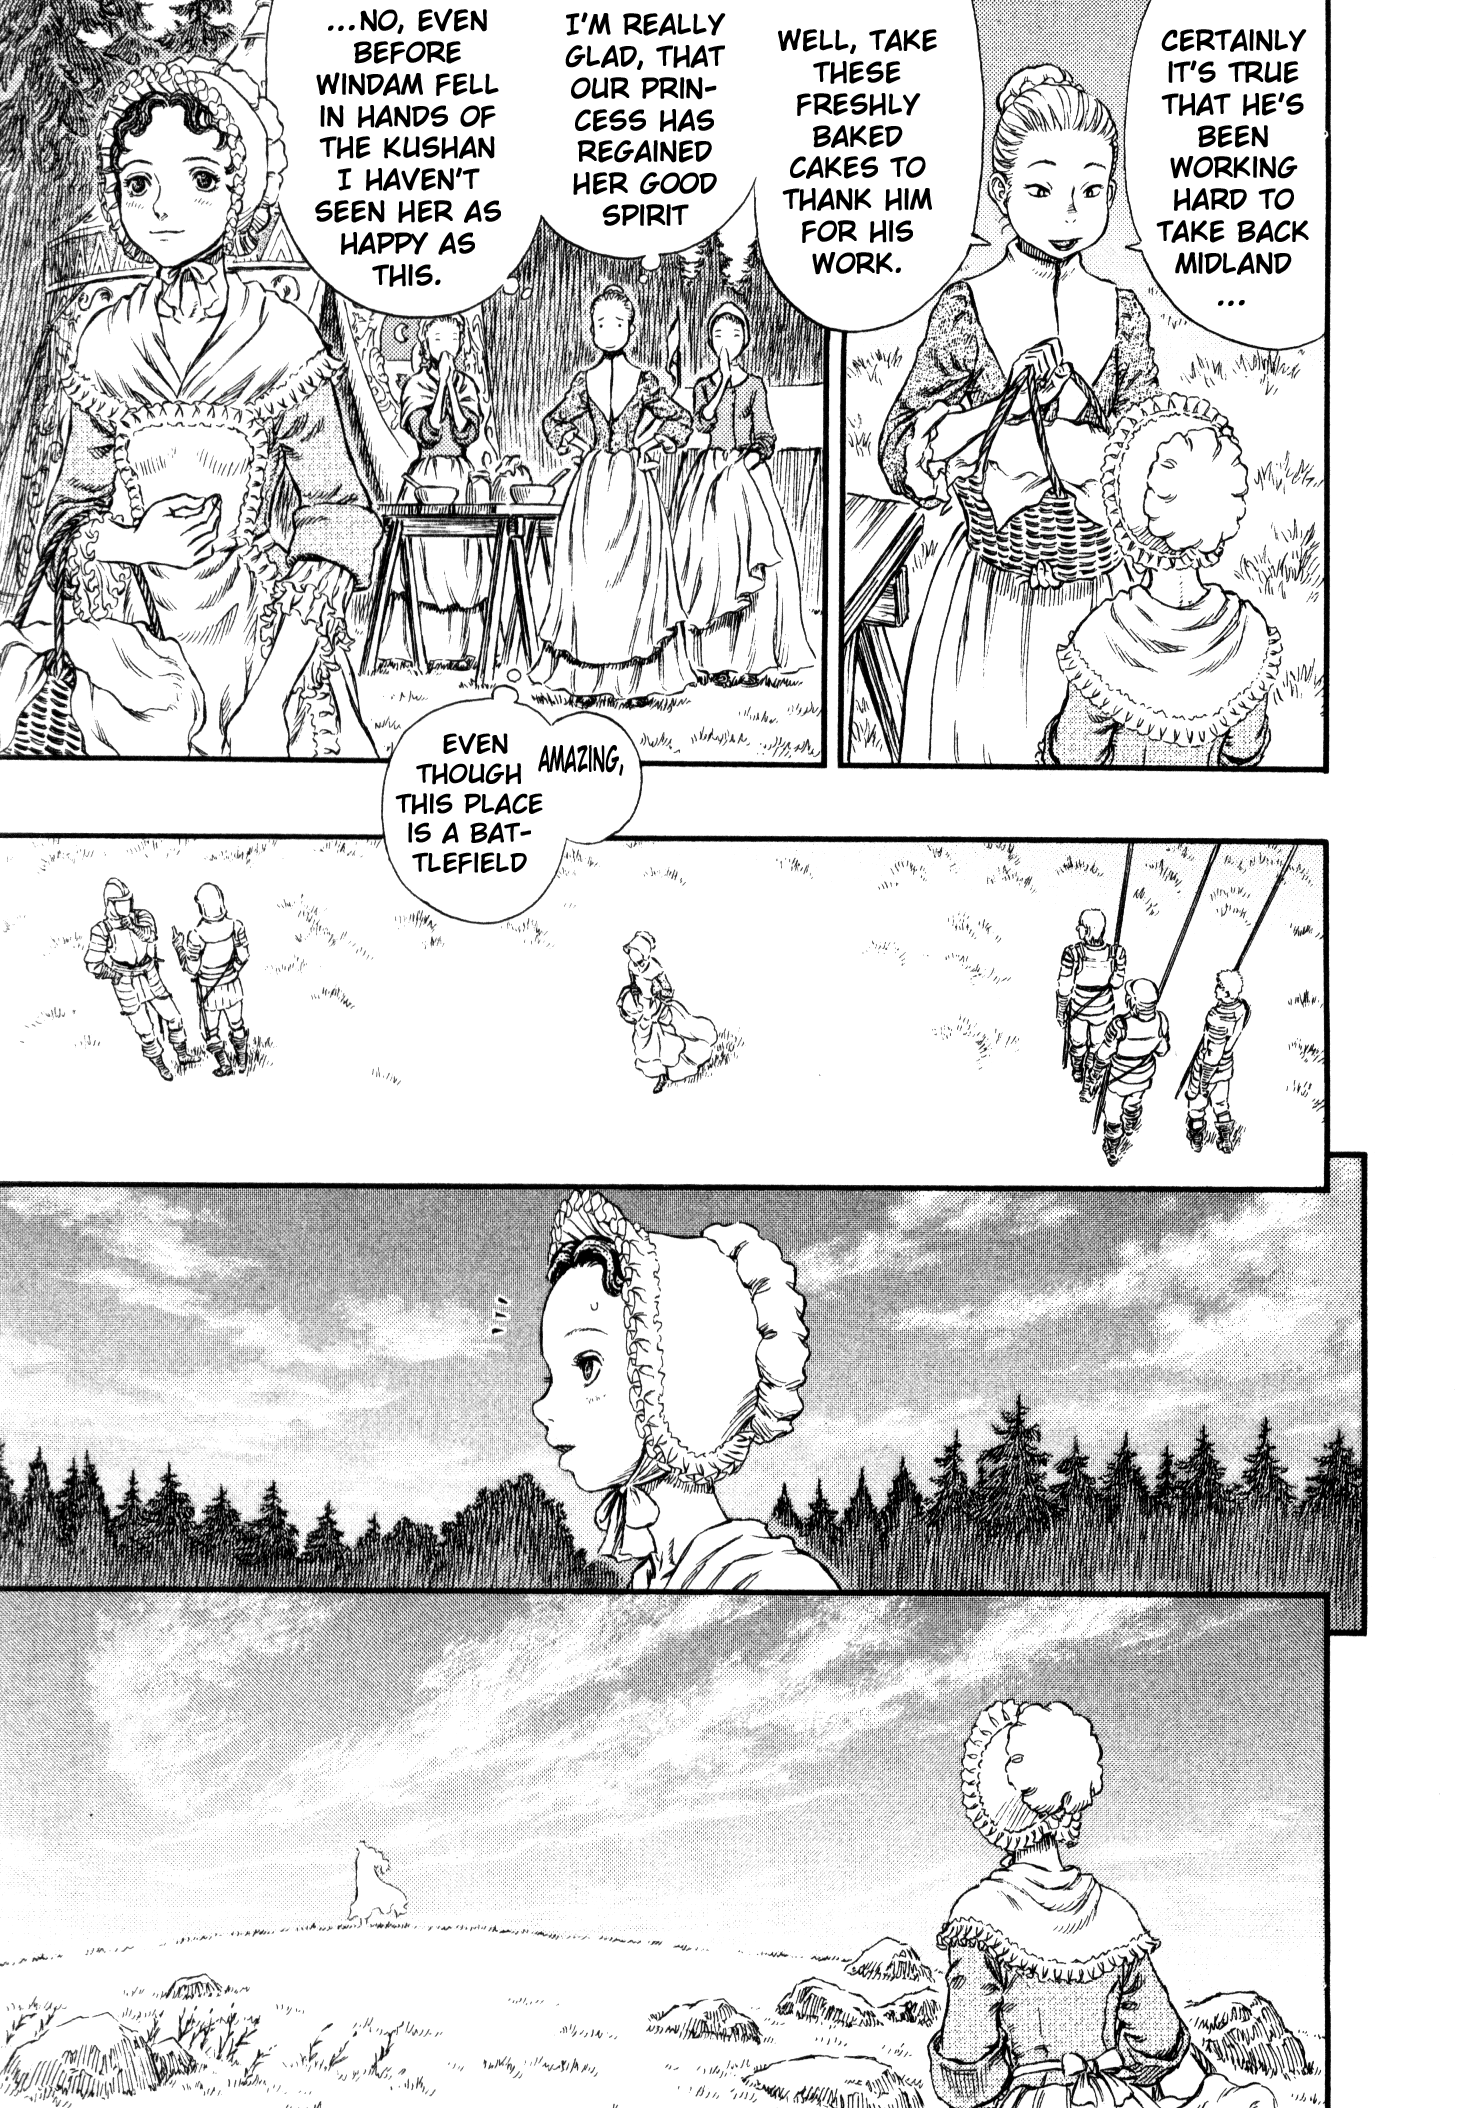 CERTAINLY
IT'S TRUE
THAT HE'S
BEEN
WORKING
HARD TO
TAKE BACK
MIDLAND
...
WELL, TAKE
THESE
FRESHLY
BAKED
CAKES TO
THANK HIM
FOR HIS
WORK.
I'M REALLY
GLAD, THAT
OUR PRIN-
CESS HAS
REGAINED
HER GOOD
SPIRIT
...NO, EVEN
BEFORE
WINDAM FELL
IN HANDS OF
THE KUSHAN
I HAVEN'T
SEEN HER AS
HAPPY AS
THIS.
AMAZING,
EVEN
THOUGH
THIS PLACE
IS A BAT-
TLEFIELD